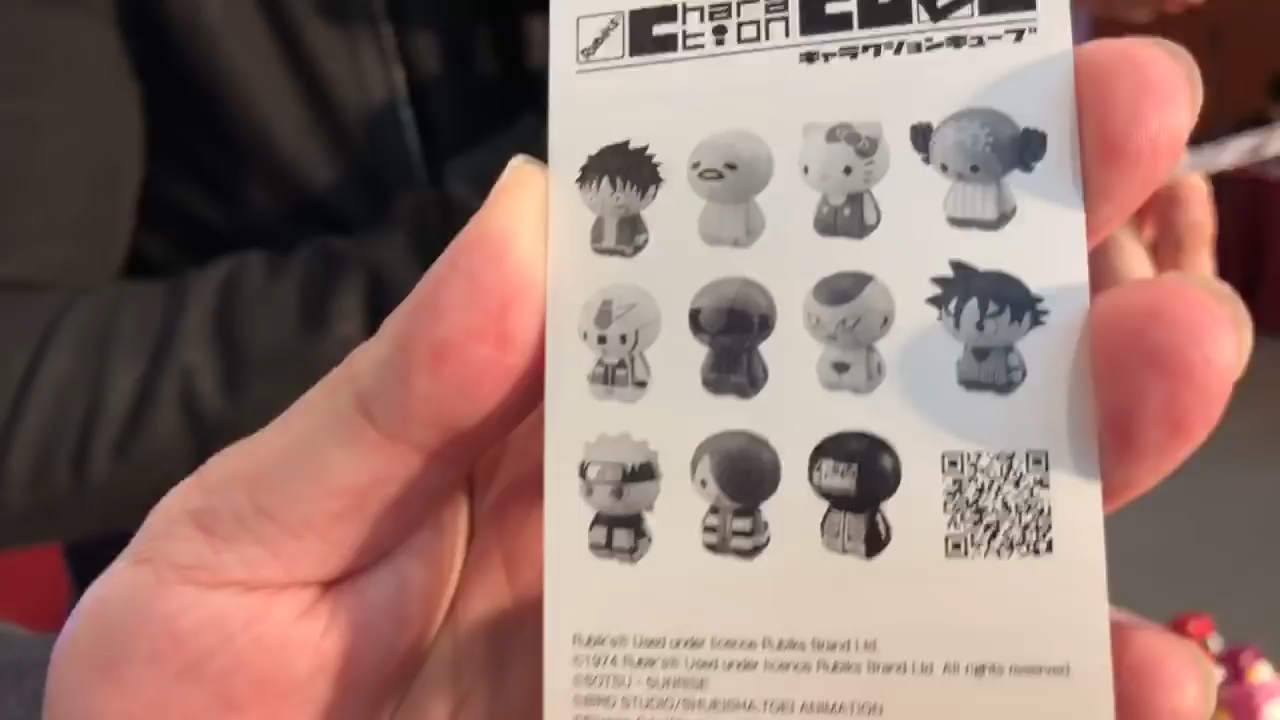 Chara
ction CUBE
キャラクションキューブ
Rubik's® Used under licence Rubiks Brand Ltd.
©1974 Rubik's® Used under licence Rubiks Brand Ltd. All rights reserved.
©SOTSU・SUNRISE
©BIRD STUDIO/SHUEISHA,TOEI ANIMATION